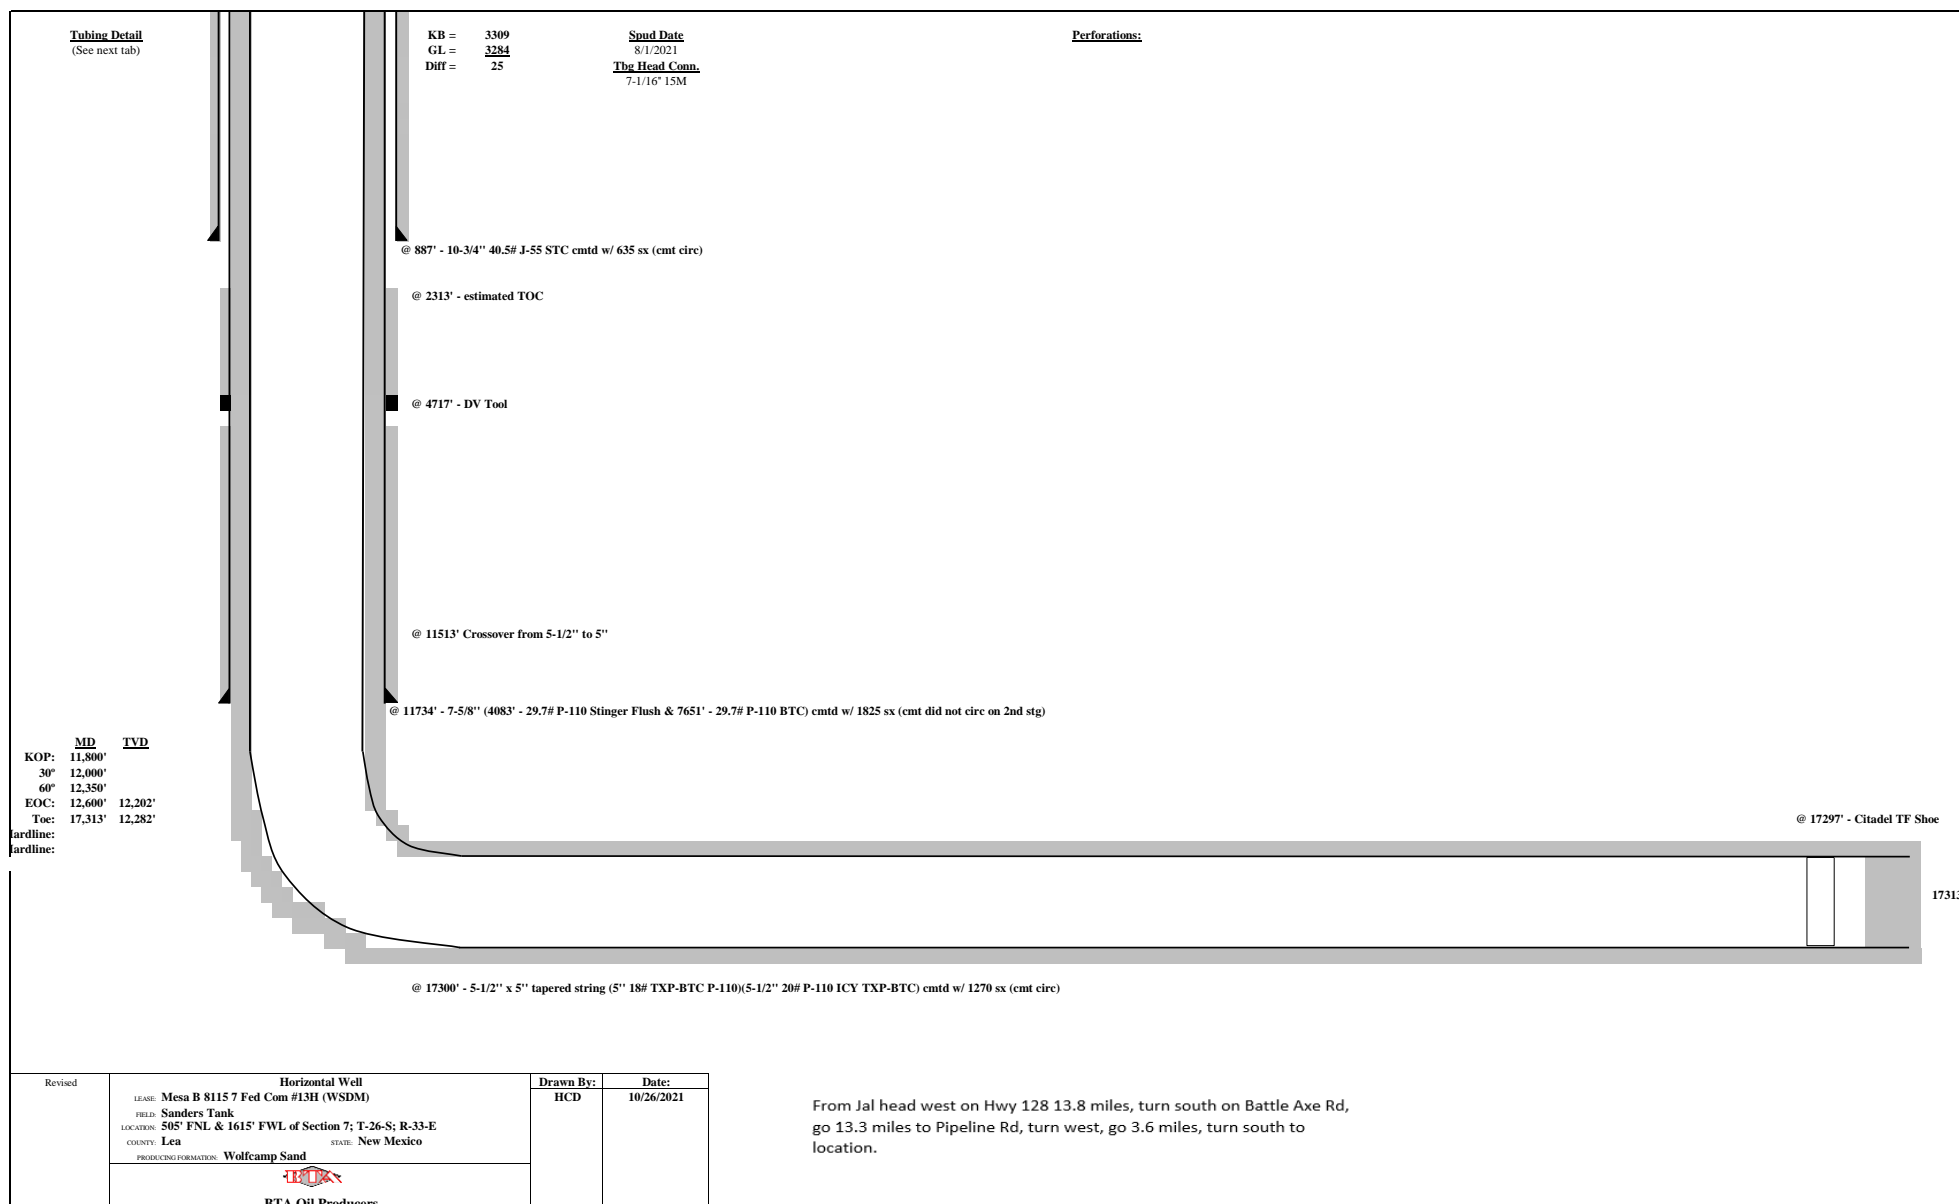 Tubing Detail
(See next tab)
KB = 3309
GL = 3284
Diff = 25
Spud Date
8/1/2021
Tbg Head Conn.
7-1/16" 15M
Perforations:
@ 887' - 10-3/4" 40.5# J-55 STC cmtd w/ 635 sx (cmt circ)
@ 2313' - estimated TOC
@ 4717' - DV Tool
@ 11513' Crossover from 5-1/2" to 5"
@ 11734' - 7-5/8" (4083' - 29.7# P-110 Stinger Flush & 7651' - 29.7# P-110 BTC) cmtd w/ 1825 sx (cmt did not circ on 2nd stg)
MD TVD
KOP: 11,800'
30° 12,000'
60° 12,350'
EOC: 12,600' 12,202'
Toe: 17,313' 12,282'
ardline:
ardline:
@ 17297' - Citadel TF Shoe
17313
@ 17300' - 5-1/2" x 5" tapered string (5" 18# TXP-BTC P-110)(5-1/2" 20# P-110 ICY TXP-BTC) cmtd w/ 1270 sx (cmt circ)
Revised
Horizontal Well
LEASE: Mesa B 8115 7 Fed Com #13H (WSDM)
FIELD: Sanders Tank
LOCATION: 505' FNL & 1615' FWL of Section 7; T-26-S; R-33-E
COUNTY: Lea STATE: New Mexico
PRODUCING FORMATION: Wolfcamp Sand
BTA
BTA Oil Producers
Drawn By: Date:
HCD 10/26/2021
From Jal head west on Hwy 128 13.8 miles, turn south on Battle Axe Rd,
go 13.3 miles to Pipeline Rd, turn west, go 3.6 miles, turn south to
location.